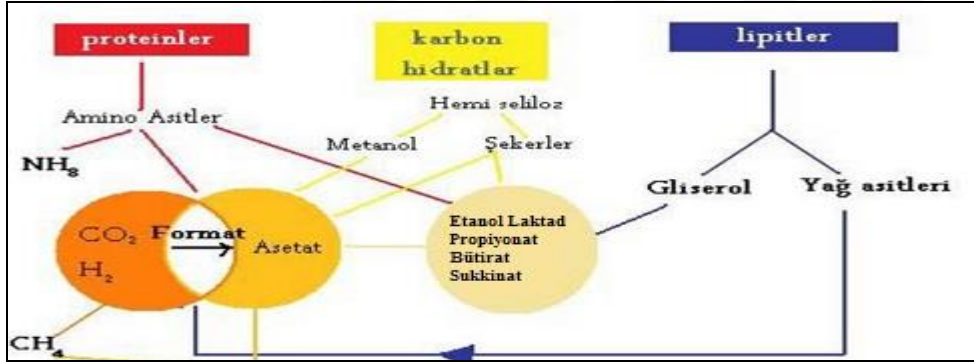 proteinler
karbon
hidratlar
lipitler
Amino Asitler
Hemi seliloz
Metanol
Şekerler
NH₈
Gliserol
Yağ asitleri
CO₂
Format
H₂
Asetat
Etanol Laktad
Propiyonat
Bütirat
Sukkinat
CH₄